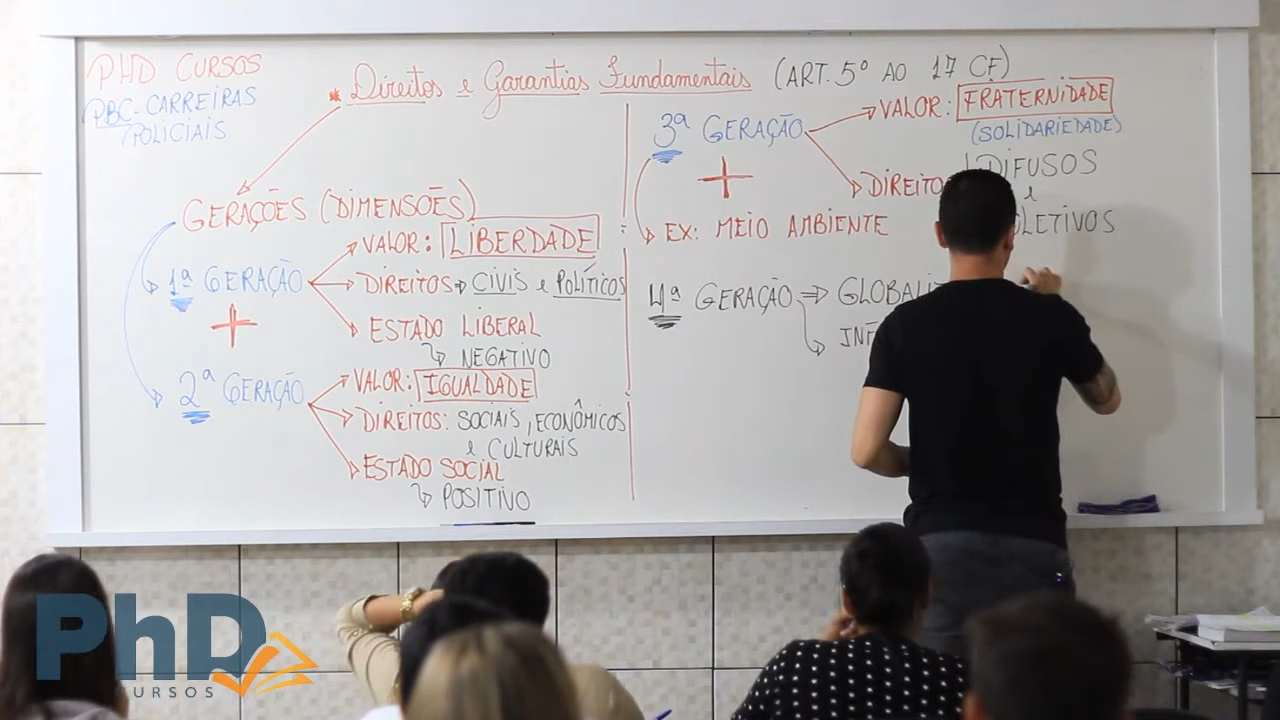 PHD CURSOS
PBC - CARREIRAS
POLICIAIS
* Direitos e Garantias Fundamentais (ART. 5º AO 17 CF)
GERAÇÕES (DIMENSÕES)
1ª GERAÇÃO
VALOR: LIBERDADE
DIREITOS → CIVIS e POLÍTICOS
ESTADO LIBERAL
NEGATIVO
+
2ª GERAÇÃO
VALOR: IGUALDADE
DIREITOS: SOCIAIS, ECONÔMICOS
e CULTURAIS
ESTADO SOCIAL
POSITIVO
3ª GERAÇÃO
VALOR: FRATERNIDADE
(SOLIDARIEDADE)
DIREITO
DIFUSOS
e
LETIVOS
+
EX: MEIO AMBIENTE
4ª GERAÇÃO ⇒ GLOBALI
INF
PhD
CURSOS